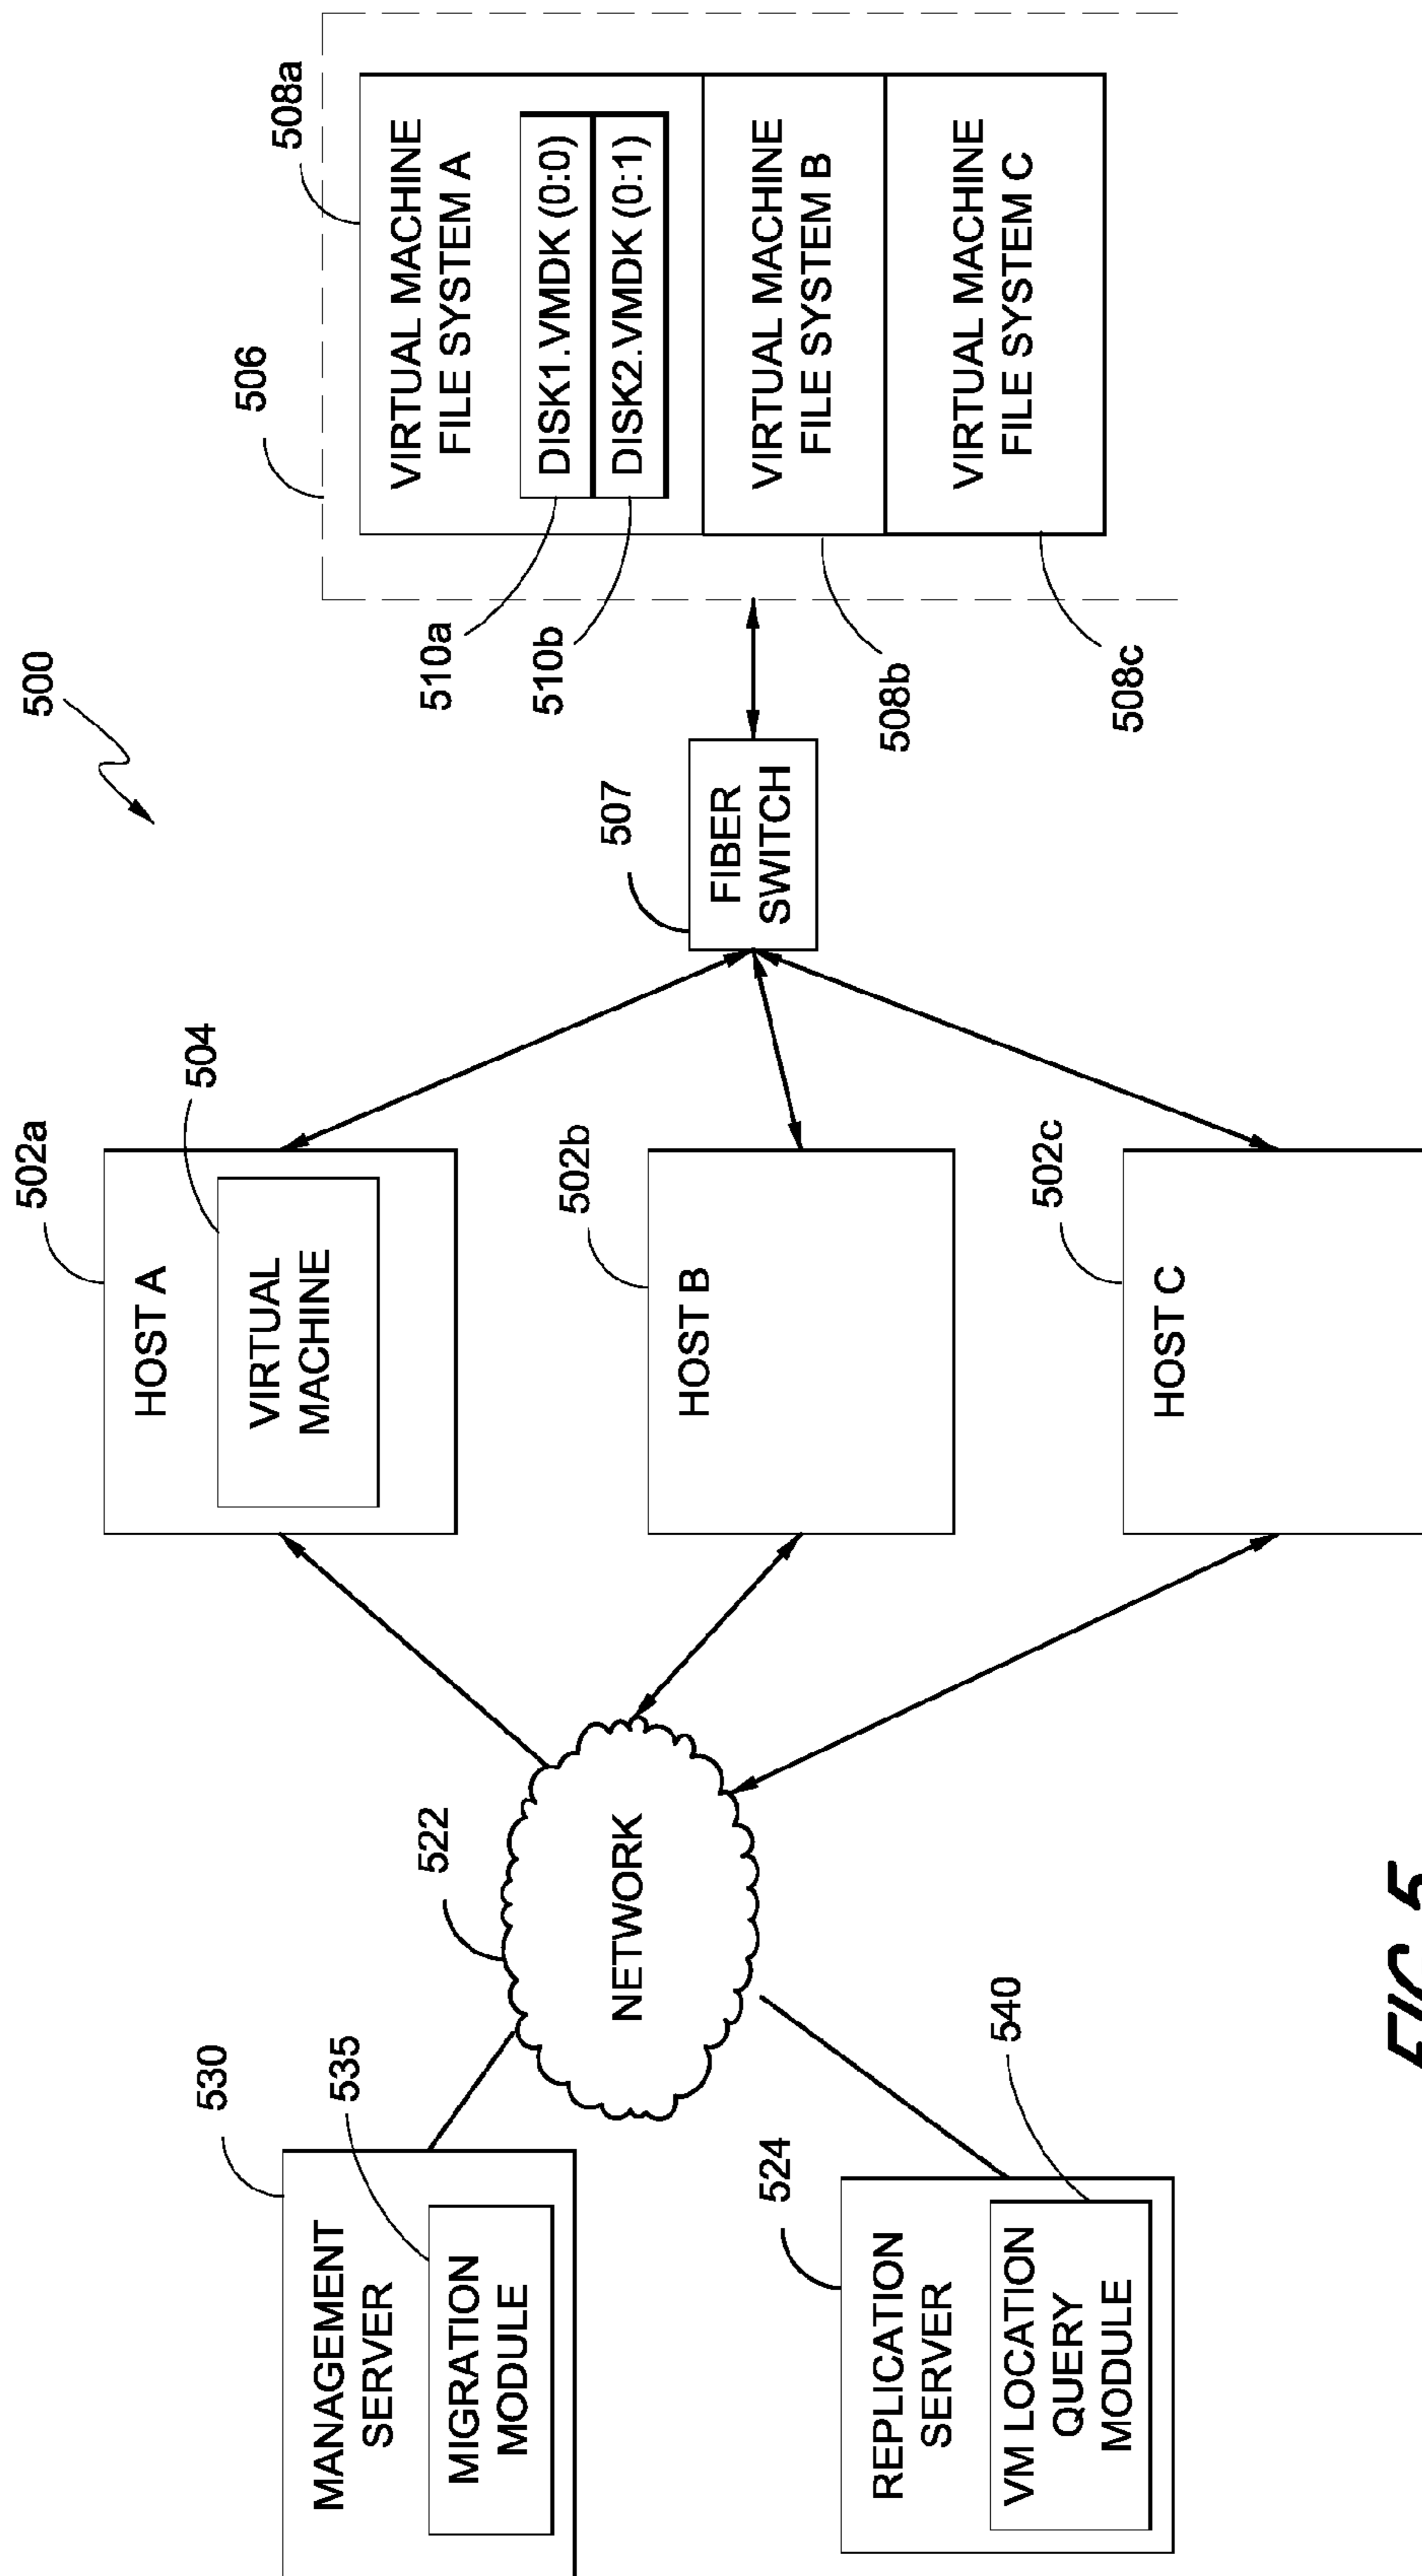 500
530
MANAGEMENT
SERVER
535
MIGRATION
MODULE
524
REPLICATION
SERVER
540
VM LOCATION
QUERY
MODULE
522
NETWORK
502a
HOST A
504
VIRTUAL
MACHINE
502b
HOST B
502c
HOST C
507
FIBER
SWITCH
506
508a
VIRTUAL MACHINE
FILE SYSTEM A
510a
DISK1.VMDK (0:0)
510b
DISK2.VMDK (0:1)
508b
VIRTUAL MACHINE
FILE SYSTEM B
508c
VIRTUAL MACHINE
FILE SYSTEM C
FIG. 5